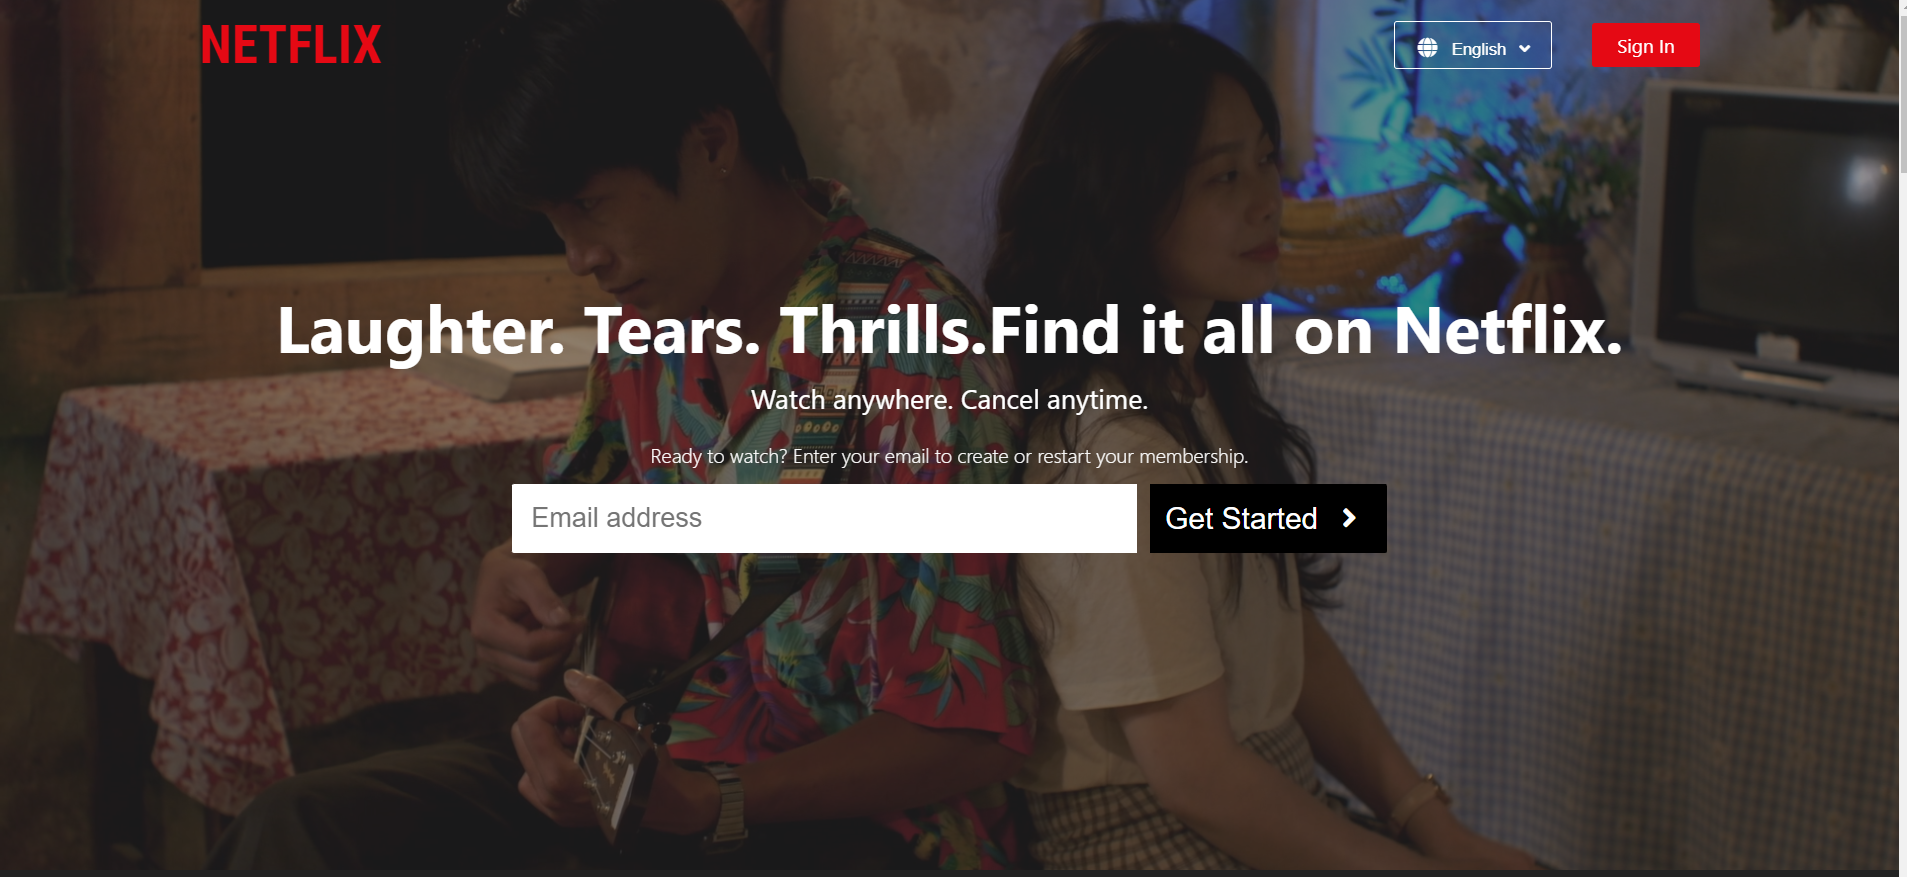 NETFLIX
English
Sign In
Laughter. Tears. Thrills.Find it all on Netflix.
Watch anywhere. Cancel anytime.
Ready to watch? Enter your email to create or restart your membership.
Email address
Get Started